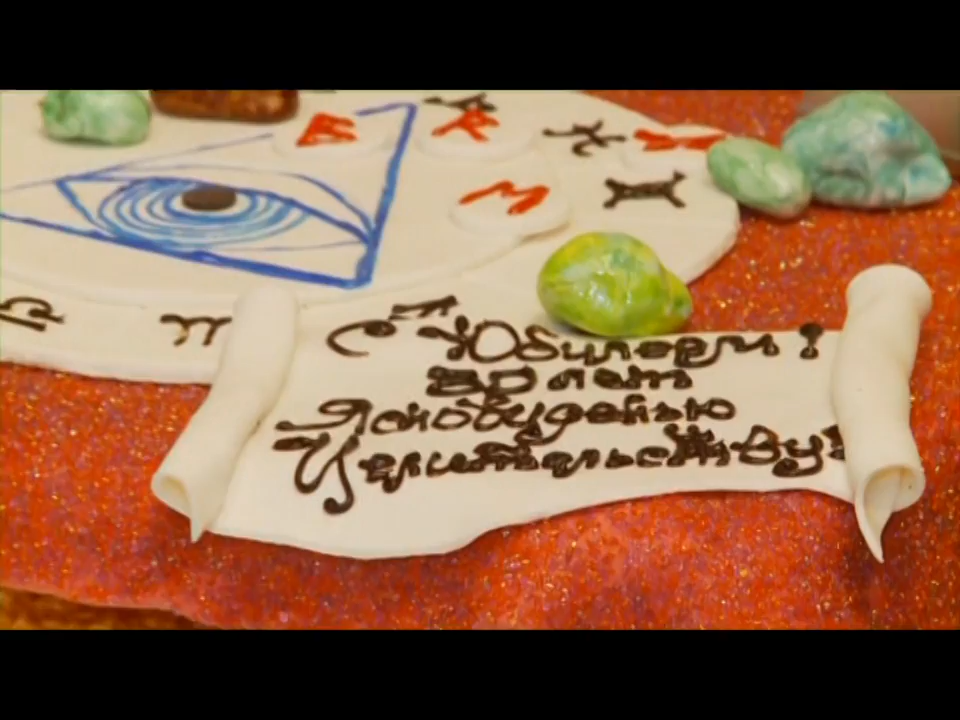 В
М
С Юбилеем!
30 лет
Ясновиденью
Целительству!